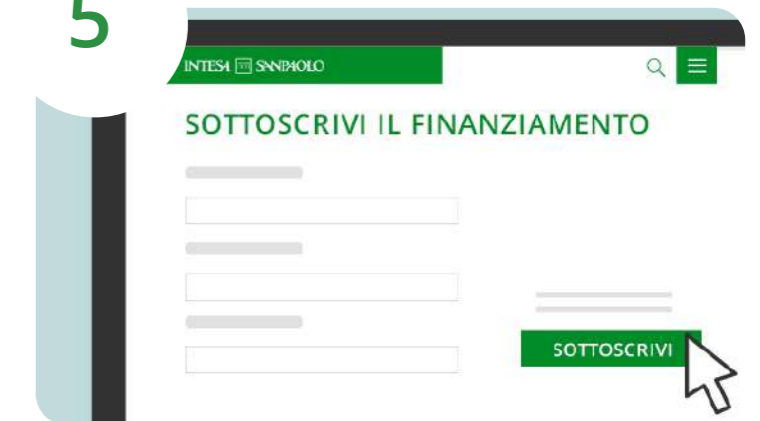 5
INTESA SANPAOLO
SOTTOSCRIVI IL FINANZIAMENTO
SOTTOSCRIVI